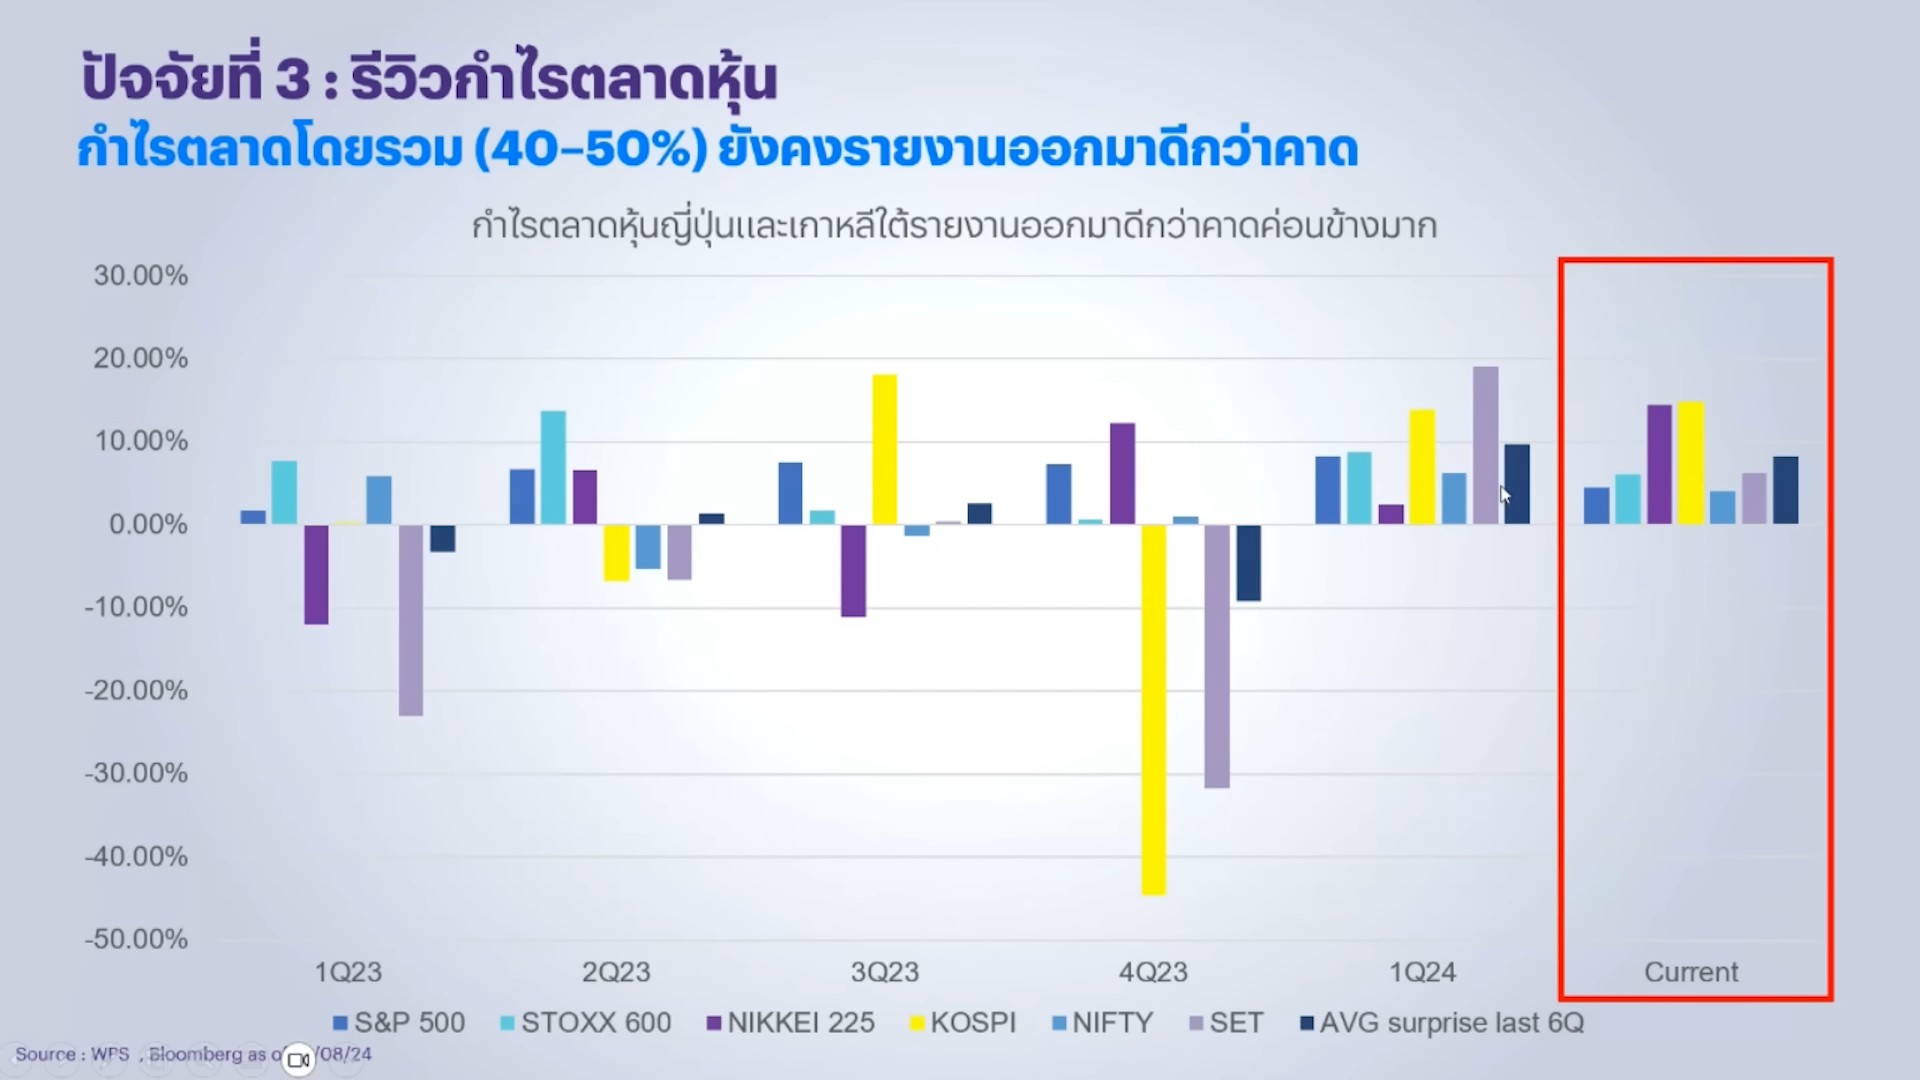 ปัจจัยที่ 3 : รีวิวกำไรตลาดหุ้น
กำไรตลาดโดยรวม (40-50%) ยังคงรายงานออกมาดีกว่าคาด
กำไรตลาดหุ้นญี่ปุ่นและเกาหลีใต้รายงานออกมาดีกว่าคาดค่อนข้างมาก
30.00%
20.00%
10.00%
0.00%
-10.00%
-20.00%
-30.00%
-40.00%
-50.00%
1Q23 2Q23 3Q23 4Q23 1Q24 Current
S&P 500 STOXX 600 NIKKEI 225 KOSPI NIFTY SET AVG surprise last 6Q
Source : WPS , Bloomberg as /08/24